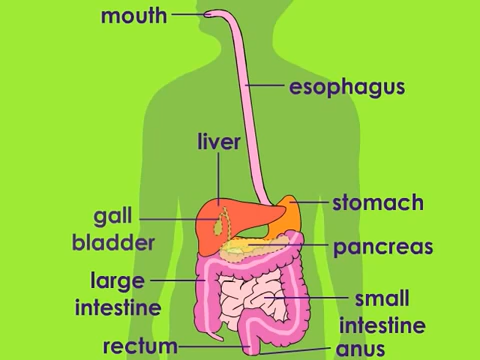 mouth
esophagus
liver
stomach
gall
bladder
pancreas
large
intestine
small
intestine
rectum
anus